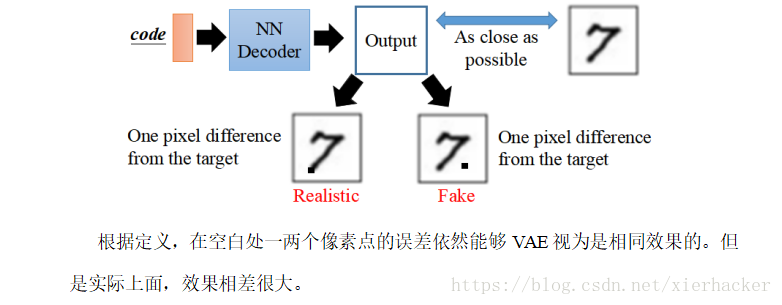 code
NN
Decoder
Output
As close as
possible
One pixel difference
from the target
One pixel difference
from the target
Realistic
Fake
根据定义，在空白处一两个像素点的误差依然能够 VAE 视为是相同效果的。但
是实际上面，效果相差很大。
https://blog.csdn.net/xierhacker